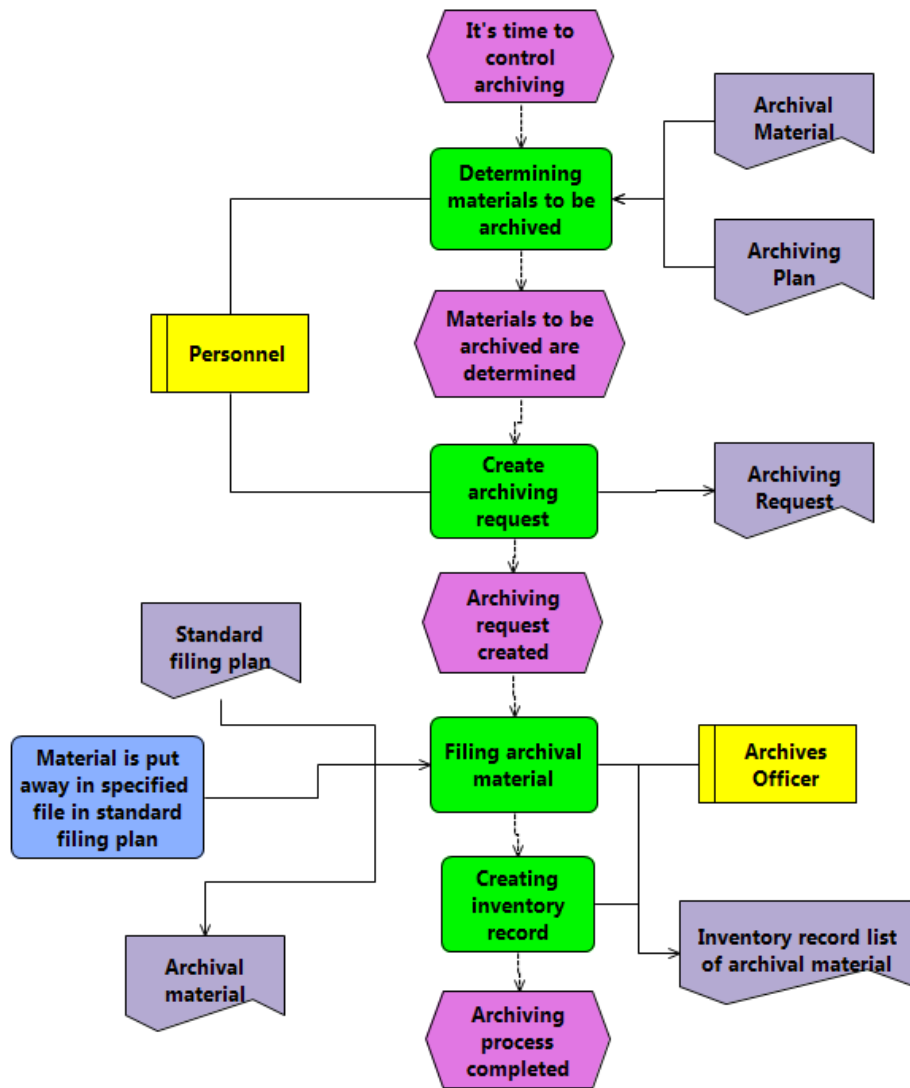 It's time to
control
archiving
Archival
Material
Determining
materials to be
archived
Archiving
Plan
Materials to be
archived are
determined
Personnel
Create
archiving
request
Archiving
Request
Archiving
request
created
Standard
filing plan
Material is put
away in specified
file in standard
filing plan
Filing archival
material
Archives
Officer
Creating
inventory
record
Inventory record list
of archival material
Archival
material
Archiving
process
completed